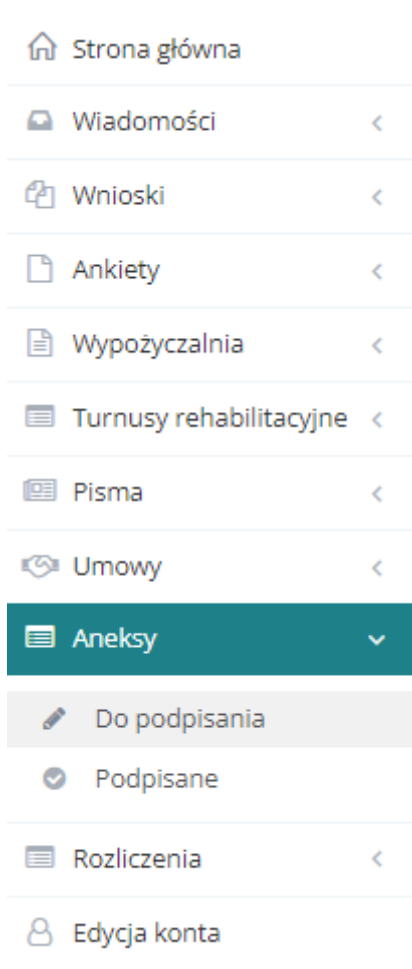 Strona główna
Wiadomości
Wnioski
Ankiety
Wypożyczalnia
Turnusy rehabilitacyjne
Pisma
Umowy
Aneksy
Do podpisania
Podpisane
Rozliczenia
Edycja konta